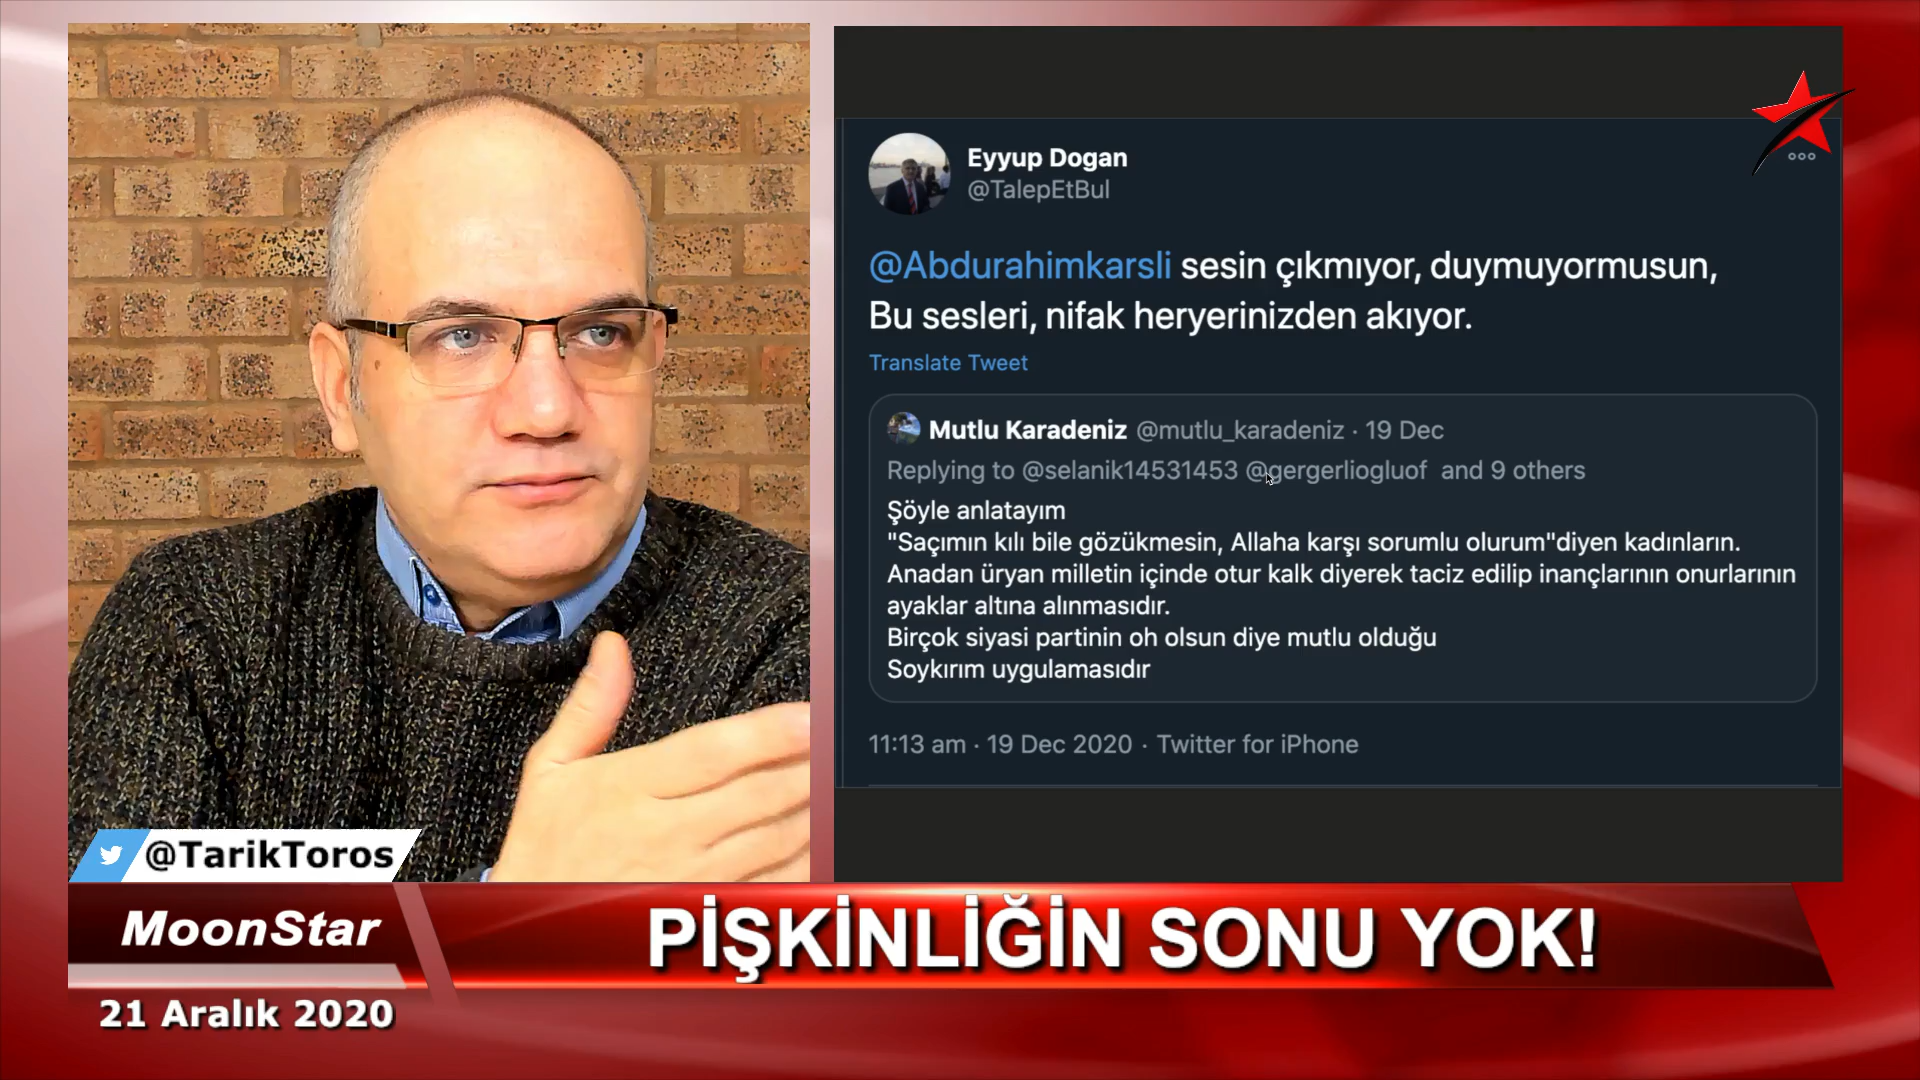 Eyyup Dogan
@TalepEtBul
@Abdurahimkarsli sesin çıkmıyor, duymuyormusun,
Bu sesleri, nifak heryerinizden akıyor.
Translate Tweet
Mutlu Karadeniz @mutlu_karadeniz · 19 Dec
Replying to @selanik14531453 @gergerliogluof and 9 others
Şöyle anlatayım
"Saçımın kılı bile gözükmesin, Allaha karşı sorumlu olurum"diyen kadınların.
Anadan üryan milletin içinde otur kalk diyerek taciz edilip inançlarının onurlarının
ayaklar altına alınmasıdır.
Birçok siyasi partinin oh olsun diye mutlu olduğu
Soykırım uygulamasıdır
11:13 am · 19 Dec 2020 · Twitter for iPhone
@TarikToros
MoonStar
PİŞKİNLİĞİN SONU YOK!
21 Aralık 2020